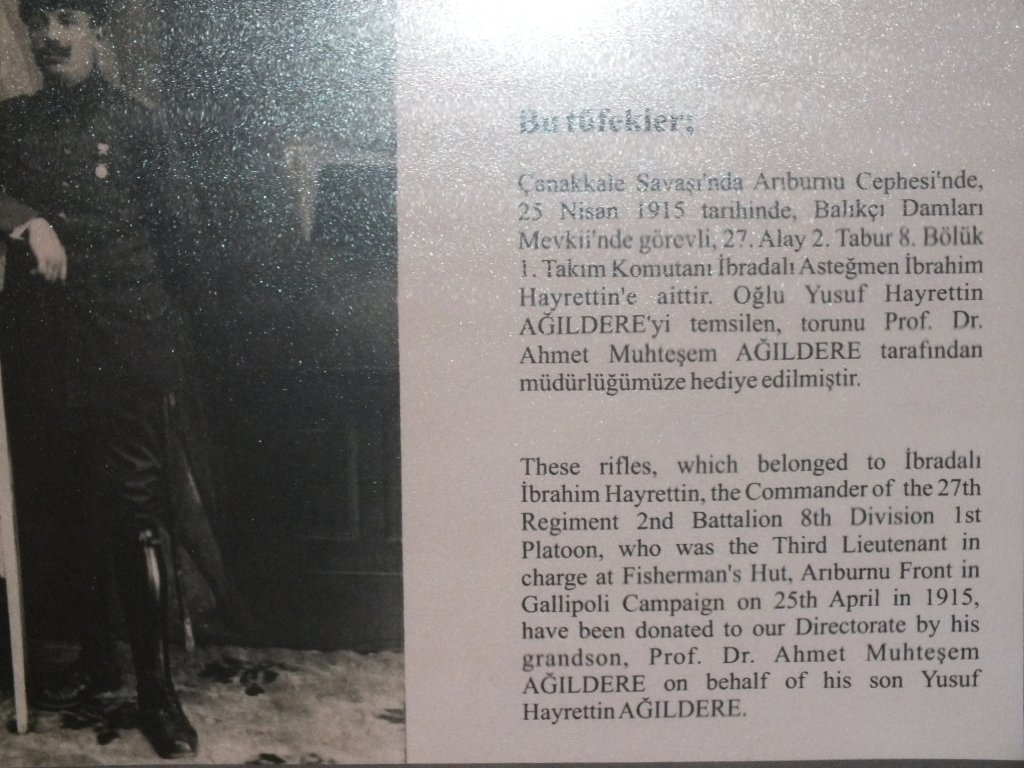 Bu tüfekler;
Çanakkale Savaşı'nda Arıburnu Cephesi'nde,
25 Nisan 1915 tarihinde, Balıkçı Damları
Mevkii'nde görevli, 27. Alay 2. Tabur 8. Bölük
1. Takım Komutanı İbradalı Asteğmen İbrahim
Hayrettin'e aittir. Oğlu Yusuf Hayrettin
AĞILDERE'yi temsilen, torunu Prof. Dr.
Ahmet Muhteşem AĞILDERE tarafından
müdürlüğümüze hediye edilmiştir.
These rifles, which belonged to İbradalı
İbrahim Hayrettin, the Commander of the 27th
Regiment 2nd Battalion 8th Division 1st
Platoon, who was the Third Lieutenant in
charge at Fisherman's Hut, Arıburnu Front in
Gallipoli Campaign on 25th April in 1915,
have been donated to our Directorate by his
grandson, Prof. Dr. Ahmet Muhteşem
AĞILDERE on behalf of his son Yusuf
Hayrettin AĞILDERE.